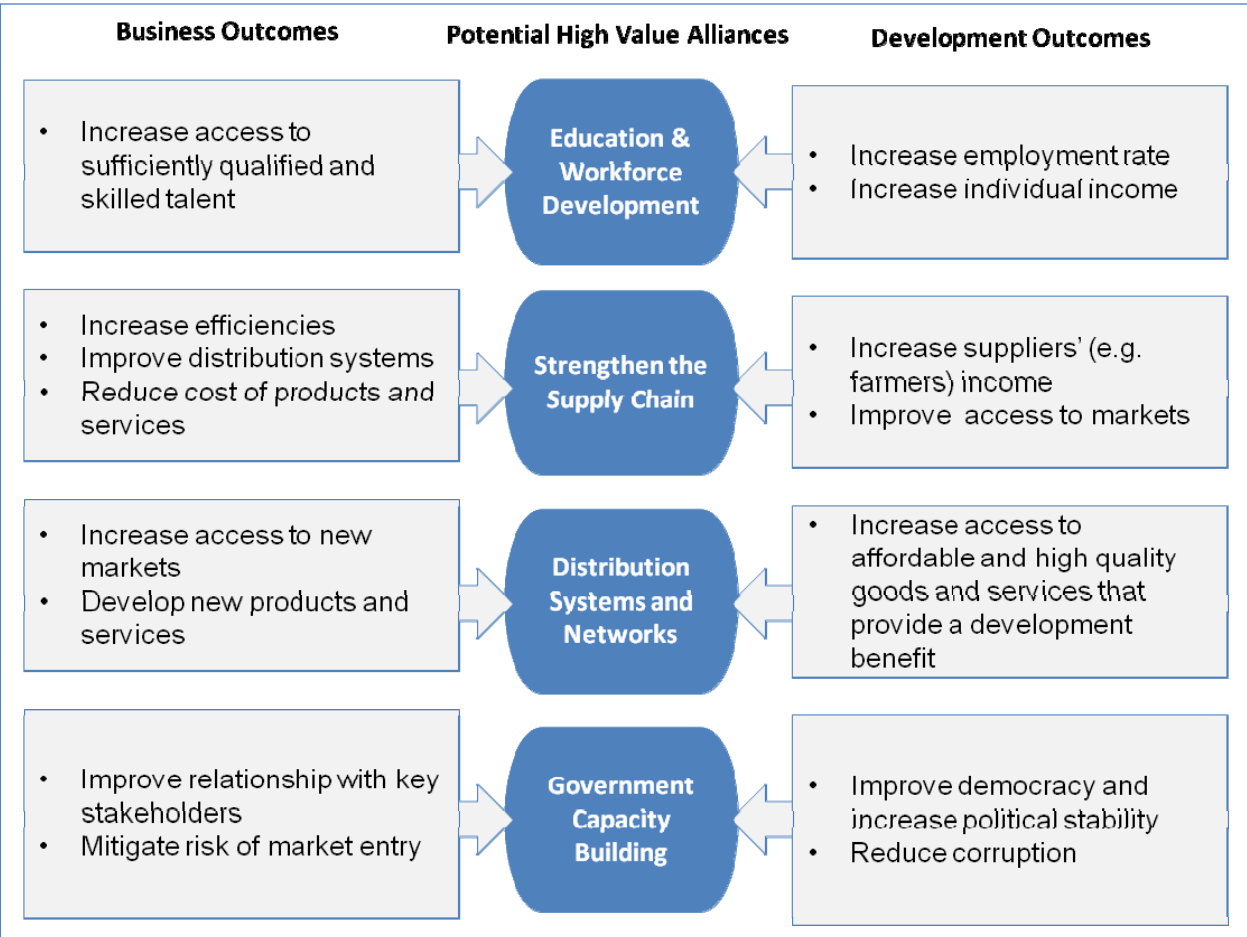 Business Outcomes
Potential High Value Alliances
Development Outcomes
• Increase access to
sufficiently qualified and
skilled talent
Education &
Workforce
Development
• Increase employment rate
• Increase individual income
• Increase efficiencies
• Improve distribution systems
• Reduce cost of products and
services
Strengthen the
Supply Chain
• Increase suppliers' (e.g.
farmers) income
• Improve access to markets
• Increase access to new
markets
• Develop new products and
services
Distribution
Systems and
Networks
• Increase access to
affordable and high quality
goods and services that
provide a development
benefit
• Improve relationship with key
stakeholders
• Mitigate risk of market entry
Government
Capacity
Building
• Improve democracy and
increase political stability
• Reduce corruption